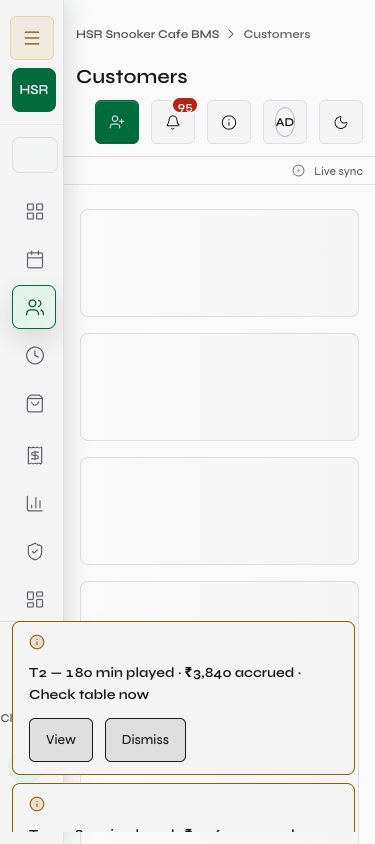 HSR Snooker Cafe BMS > Customers
HSR
Customers
95
AD
Live sync
T2 — 180 min played · ₹3,840 accrued ·
Check table now
View
Dismiss